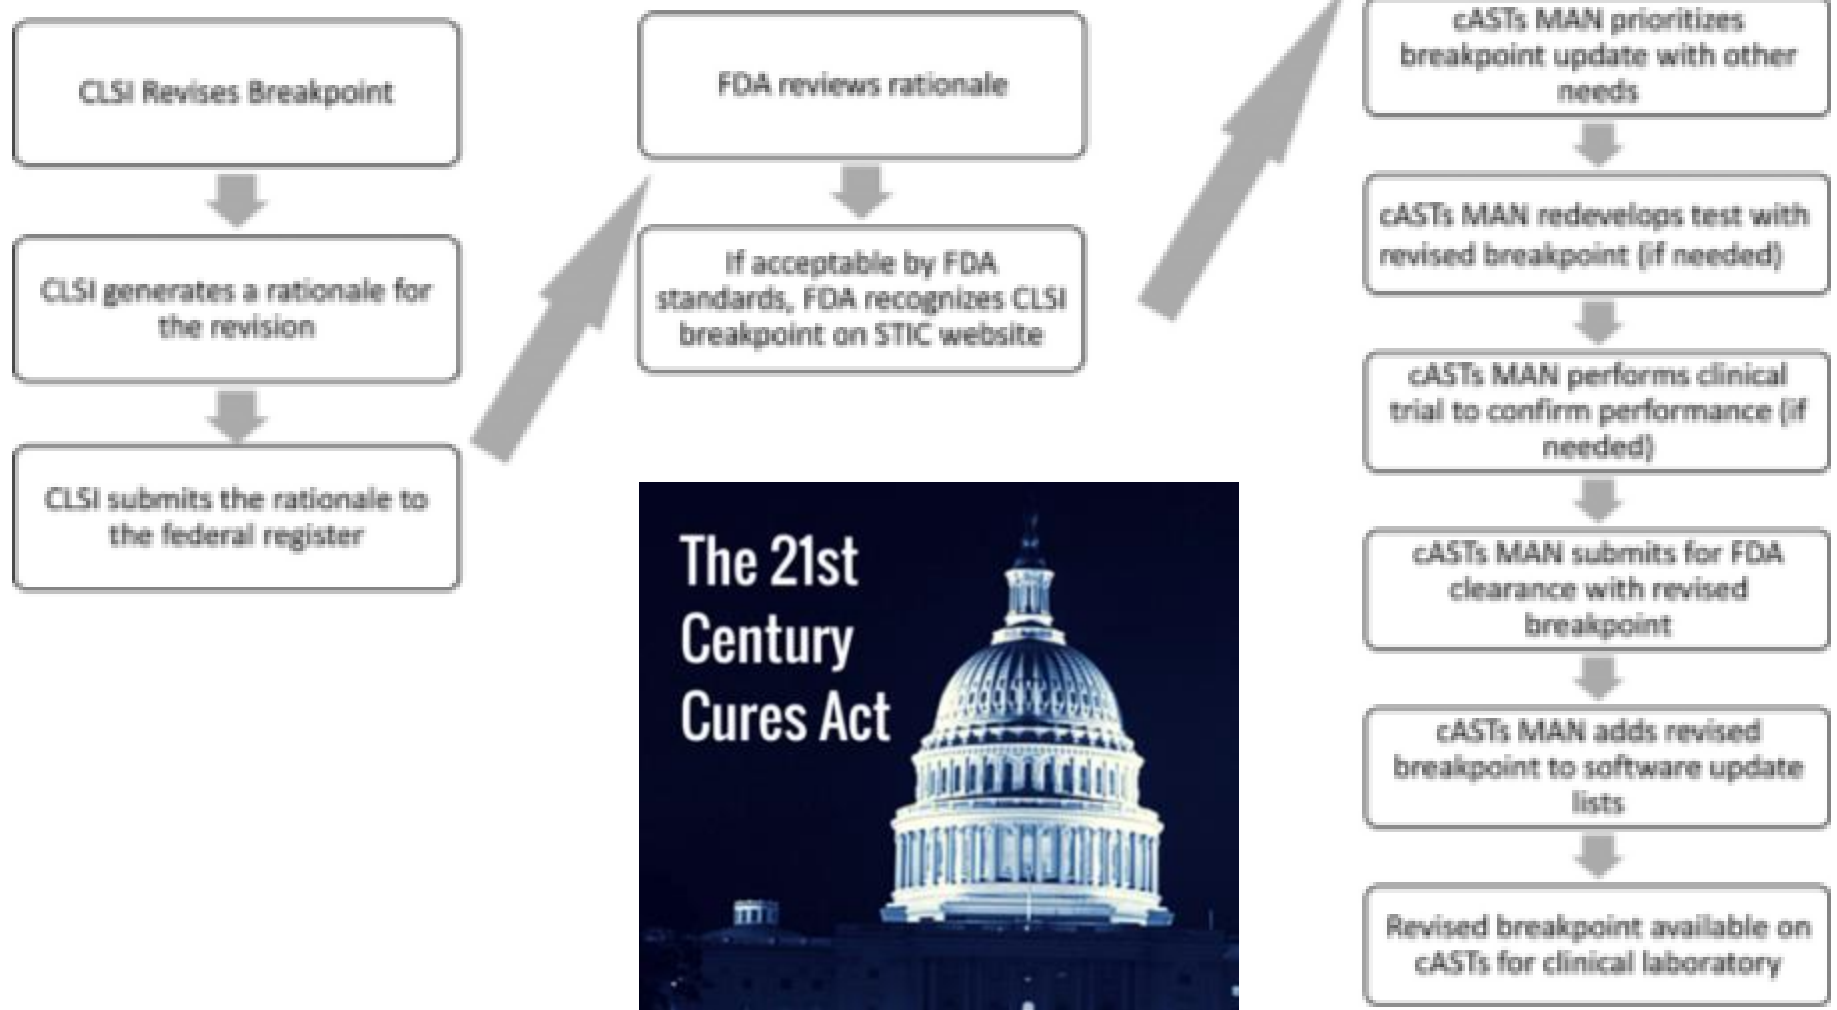 CLSI Revises Breakpoint
CLSI generates a rationale for
the revision
CLSI submits the rationale to
the federal register
FDA reviews rationale
If acceptable by FDA
standards, FDA recognizes CLSI
breakpoint on STIC website
The 21st
Century
Cures Act
cASTs MAN prioritizes
breakpoint update with other
needs
cASTs MAN redevelops test with
revised breakpoint (if needed)
cASTs MAN performs clinical
trial to confirm performance (if
needed)
cASTs MAN submits for FDA
clearance with revised
breakpoint
cASTs MAN adds revised
breakpoint to software update
lists
Revised breakpoint available on
cASTs for clinical laboratory